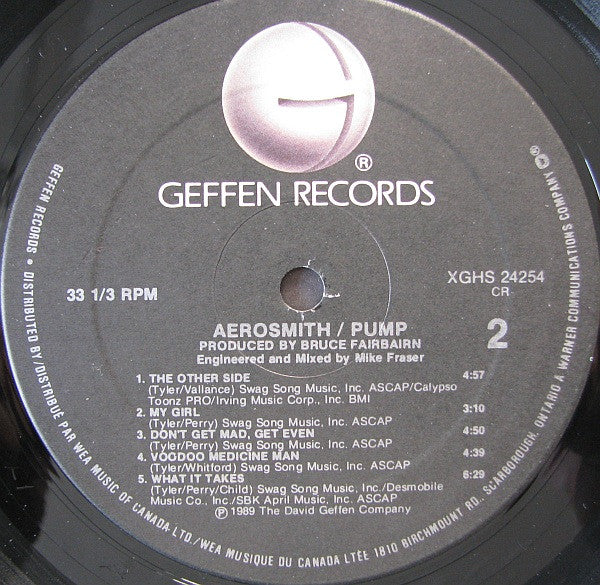 ®
GEFFEN RECORDS
33 1/3 RPM
XGHS 24254
CR
AEROSMITH / PUMP
2
PRODUCED BY BRUCE FAIRBAIRN
Engineered and Mixed by Mike Fraser
1. THE OTHER SIDE 4:57
(Tyler/Vallance) Swag Song Music, Inc. ASCAP/Calypso
Toonz PRO/Irving Music Corp., Inc. BMI
2. MY GIRL 3:10
(Tyler/Perry) Swag Song Music, Inc. ASCAP
3. DON'T GET MAD, GET EVEN 4:50
(Tyler/Perry) Swag Song Music, Inc. ASCAP
4. VOODOO MEDICINE MAN 4:39
(Tyler/Whitford) Swag Song Music, Inc. ASCAP
5. WHAT IT TAKES 6:29
(Tyler/Perry/Child) Swag Song Music, Inc./Desmobile
Music Co., Inc./SBK April Music, Inc. ASCAP
℗ 1989 The David Geffen Company
GEFFEN RECORDS • DISTRIBUTED BY/DISTRIBUÉ PAR WEA MUSIC OF CANADA LTD./WEA MUSIQUE DU CANADA LTÉE 1810 BIRCHMOUNT RD, SCARBOROUGH, ONTARIO A WARNER COMMUNICATIONS COMPANY